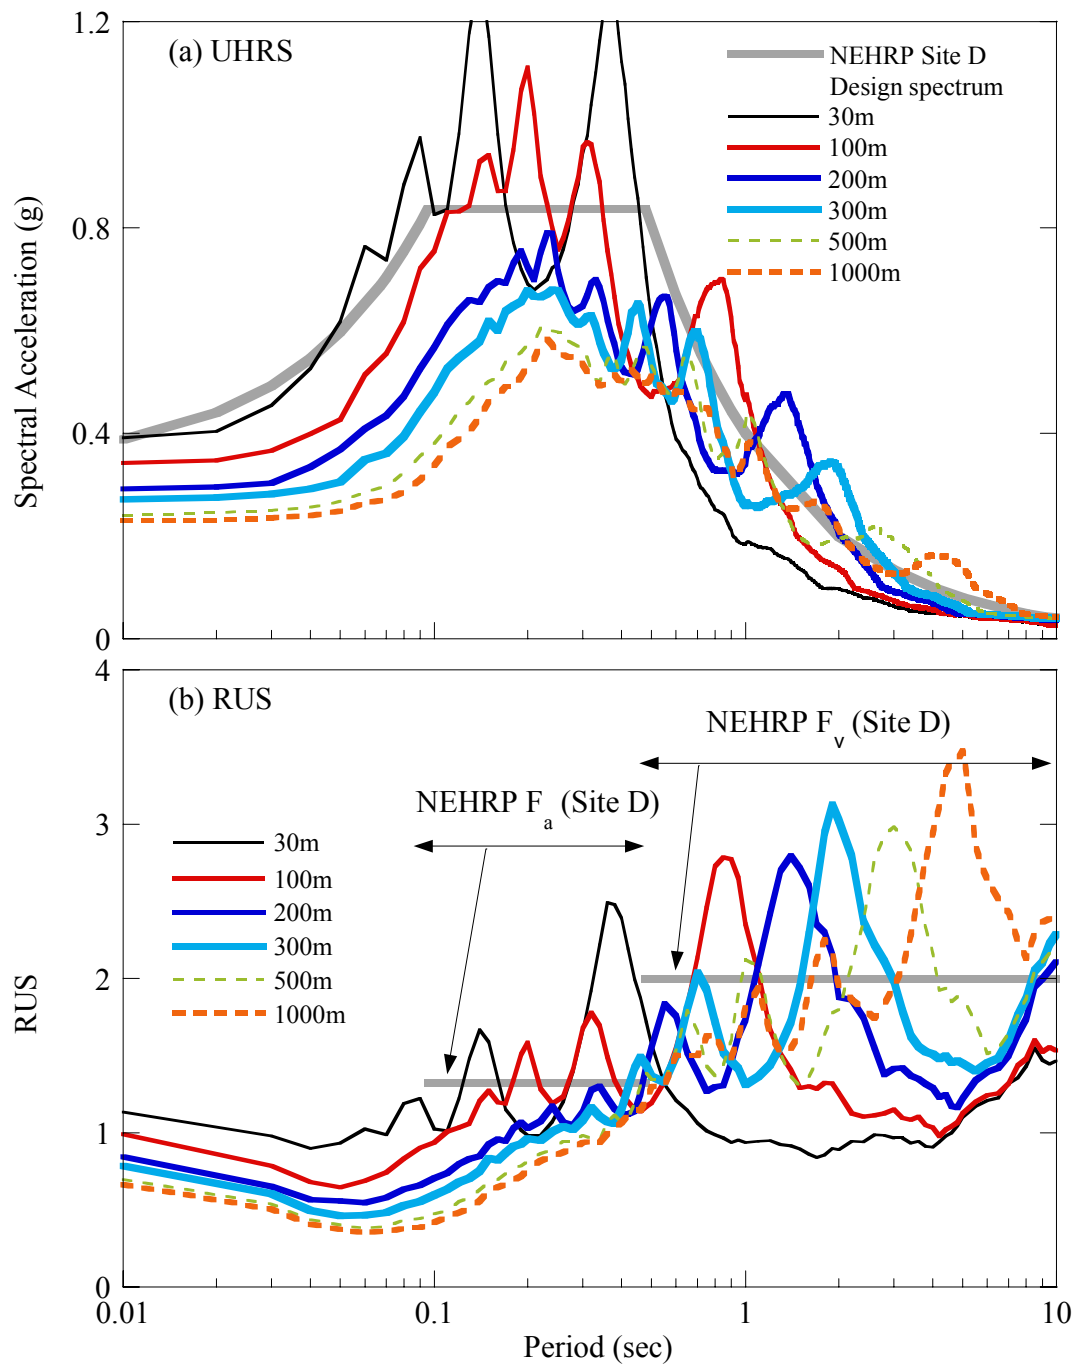 1.2
(a) UHRS
NEHRP Site D
Design spectrum
30m
100m
200m
300m
500m
1000m
0.8
0.4
0
Spectral Acceleration (g)
4
(b) RUS
NEHRP Fv (Site D)
NEHRP Fa (Site D)
3
30m
100m
200m
300m
500m
1000m
2
1
0
RUS
0.01
0.1
1
10
Period (sec)